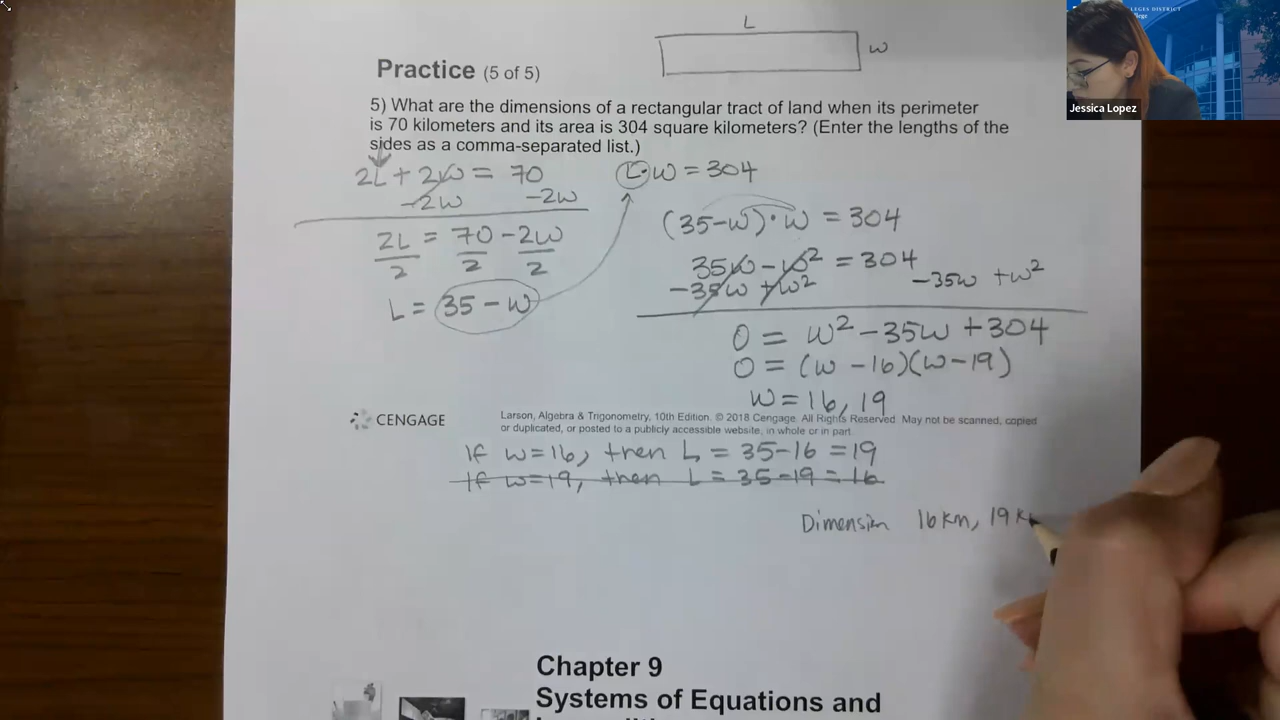 LEGES DISTRICT
llege
Jessica Lopez
L
w
Practice (5 of 5)
5) What are the dimensions of a rectangular tract of land when its perimeter
is 70 kilometers and its area is 304 square kilometers? (Enter the lengths of the
sides as a comma-separated list.)
2L + 2w = 70
-2w -2w
2L = 70 - 2w
2 2 2
L = 35 - w
L·w = 304
(35-w)·w = 304
35w - w² = 304
-35w +w² -35w +w²
0 = w² - 35w + 304
0 = (w - 16)(w - 19)
w = 16, 19
CENGAGE
Larson, Algebra & Trigonometry, 10th Edition. © 2018 Cengage. All Rights Reserved. May not be scanned, copied
or duplicated, or posted to a publicly accessible website, in whole or in part.
If w=16, then L = 35-16 = 19
If w=19, then L = 35-19 = 16
Dimension 16km, 19k
Chapter 9
Systems of Equations and